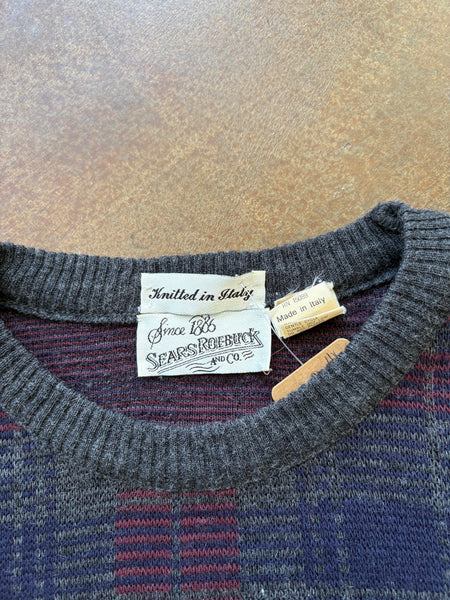 Knitted in Italy
Since 1886
SEARS ROEBUCK
AND CO.
Made in Italy